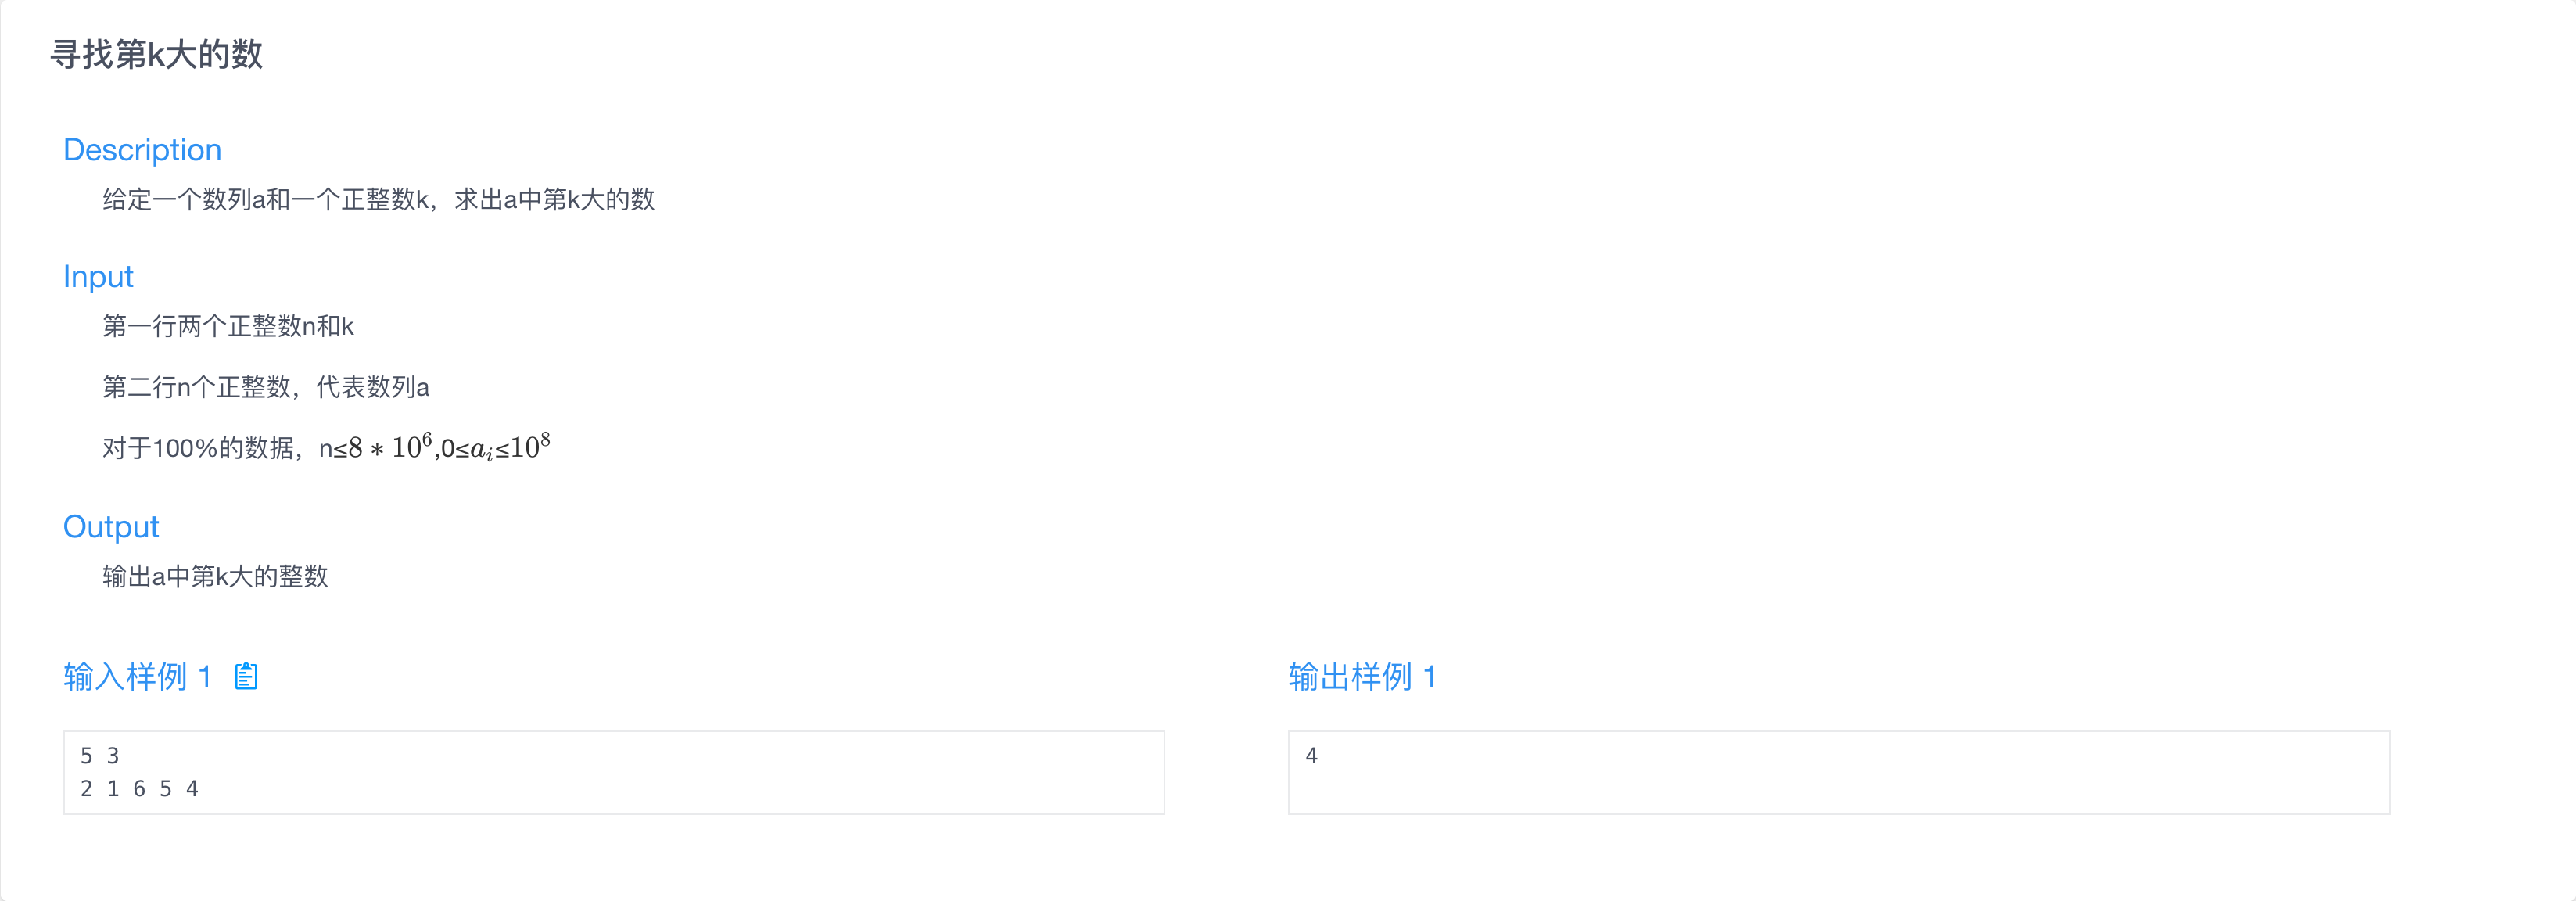 寻找第k大的数
Description
给定一个数列a和一个正整数k，求出a中第k大的数
Input
第一行两个正整数n和k
第二行n个正整数，代表数列a
对于100%的数据，n≤8 * 10^6,0≤a_i≤10^8
Output
输出a中第k大的整数
输入样例 1
5 3
2 1 6 5 4
输出样例 1
4